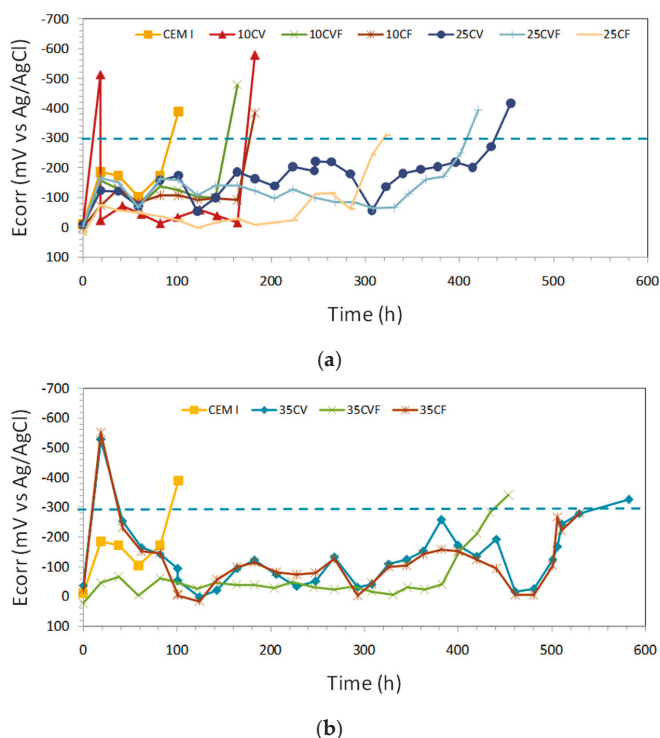 Ecorr (mV vs Ag/AgCl)
-700
-600
-500
-400
-300
-200
-100
0
100
CEM I 10CV 10CVF 10CF 25CV 25CVF 25CF
0 100 200 300 400 500 600
Time (h)
(a)
Ecorr (mV vs Ag/AgCl)
-700
-600
-500
-400
-300
-200
-100
0
100
CEM I 35CV 35CVF 35CF
0 100 200 300 400 500 600
Time (h)
(b)